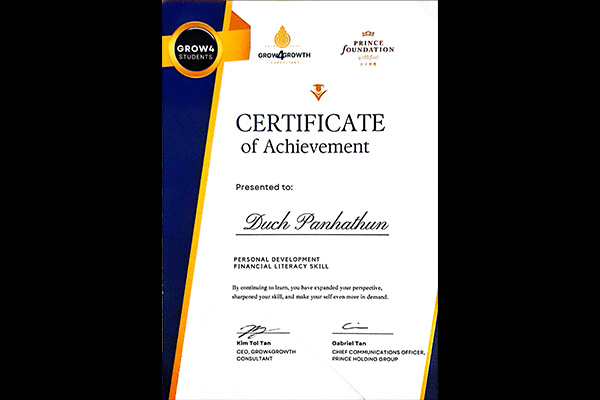 GROW4
STUDENTS
GROW4GROWTH
CONSULTANT
PRINCE
FOUNDATION
CERTIFICATE
of Achievement
Presented to:
Duch Panhathun
PERSONAL DEVELOPMENT
FINANCIAL LITERACY SKILL
By continuing to learn, you have expanded your perspective,
sharpened your skill, and make your self even more in demand.
Kim Toi Tan
CEO, GROW4GROWTH
CONSULTANT
Gabriel Tan
CHIEF COMMUNICATIONS OFFICER,
PRINCE HOLDING GROUP